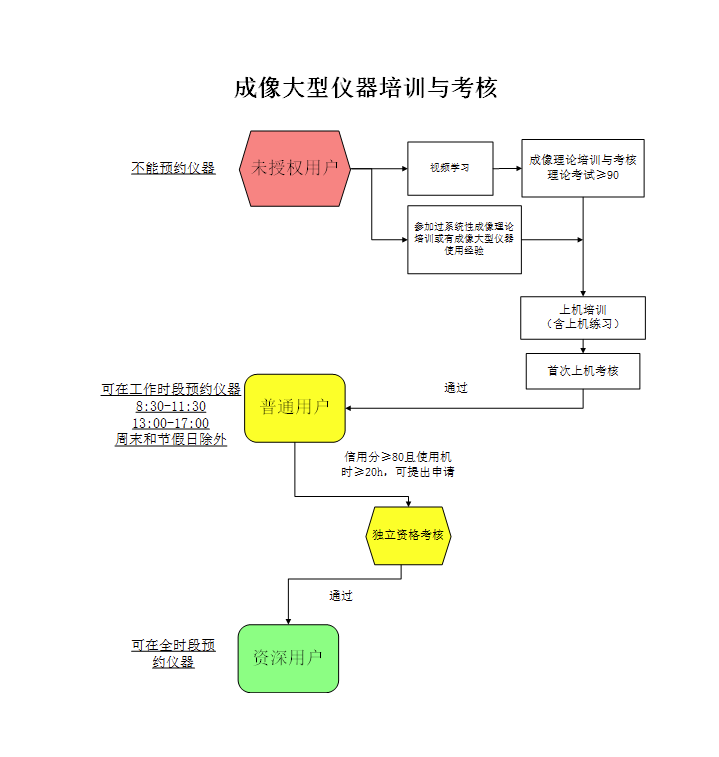 成像大型仪器培训与考核
不能预约仪器
未授权用户
视频学习
成像理论培训与考核
理论考试≥90
参加过系统性成像理论
培训或有成像大型仪器
使用经验
上机培训
（含上机练习）
首次上机考核
通过
可在工作时段预约仪器
8:30-11:30
13:00-17:00
周末和节假日除外
普通用户
信用分≥80且使用机
时≥20h，可提出申请
独立资格考核
通过
可在全时段预
约仪器
资深用户